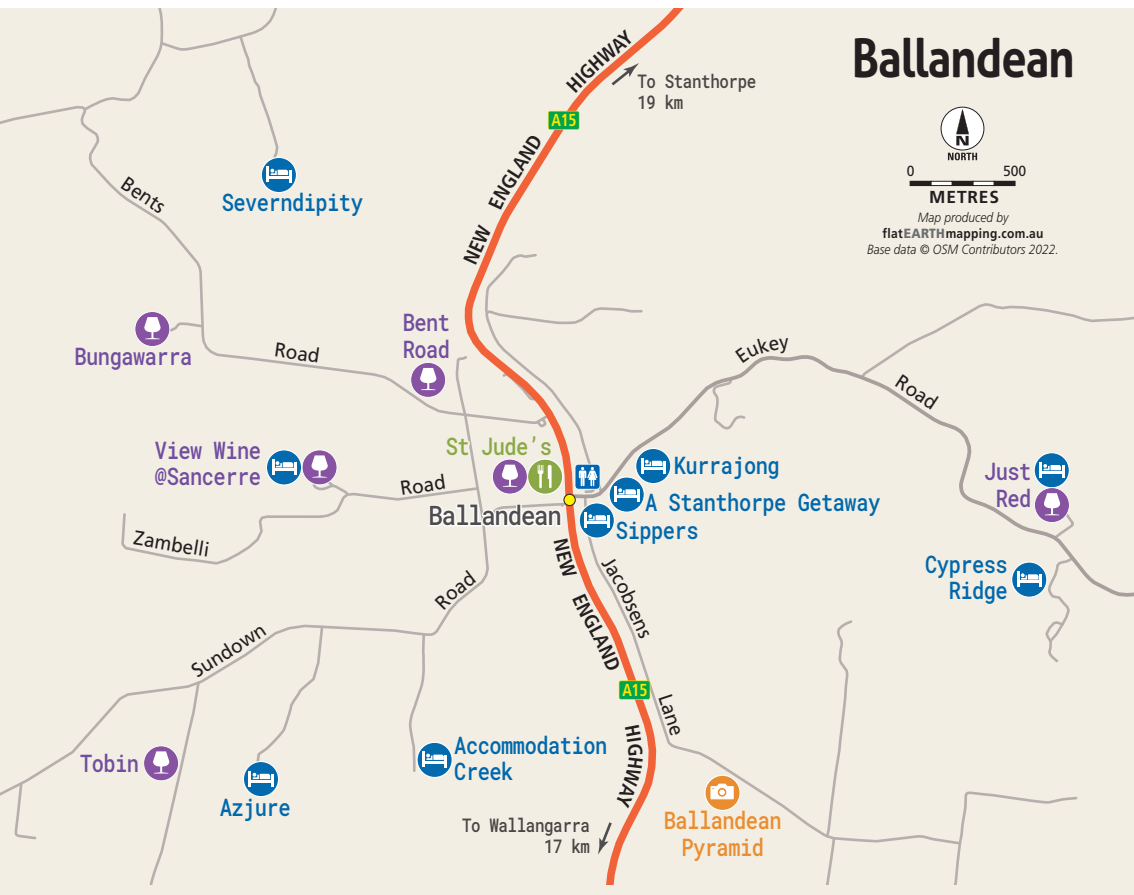 Ballandean
N
NORTH
0 500
METRES
Map produced by
flatEARTHmapping.com.au
Base data © OSM Contributors 2022.
NEW ENGLAND HIGHWAY
To Stanthorpe
19 km
A15
Severndipity
Bents
Road
Bungawarra
Bent
Road
Eukey
Road
View Wine
@Sancerre
St Jude's
Kurrajong
A Stanthorpe Getaway
Sippers
Ballandean
Just
Red
Cypress
Ridge
Zambelli
Road
Sundown
Road
Jacobsens
Lane
NEW ENGLAND HIGHWAY
A15
Tobin
Azjure
Accommodation
Creek
Ballandean
Pyramid
To Wallangarra
17 km